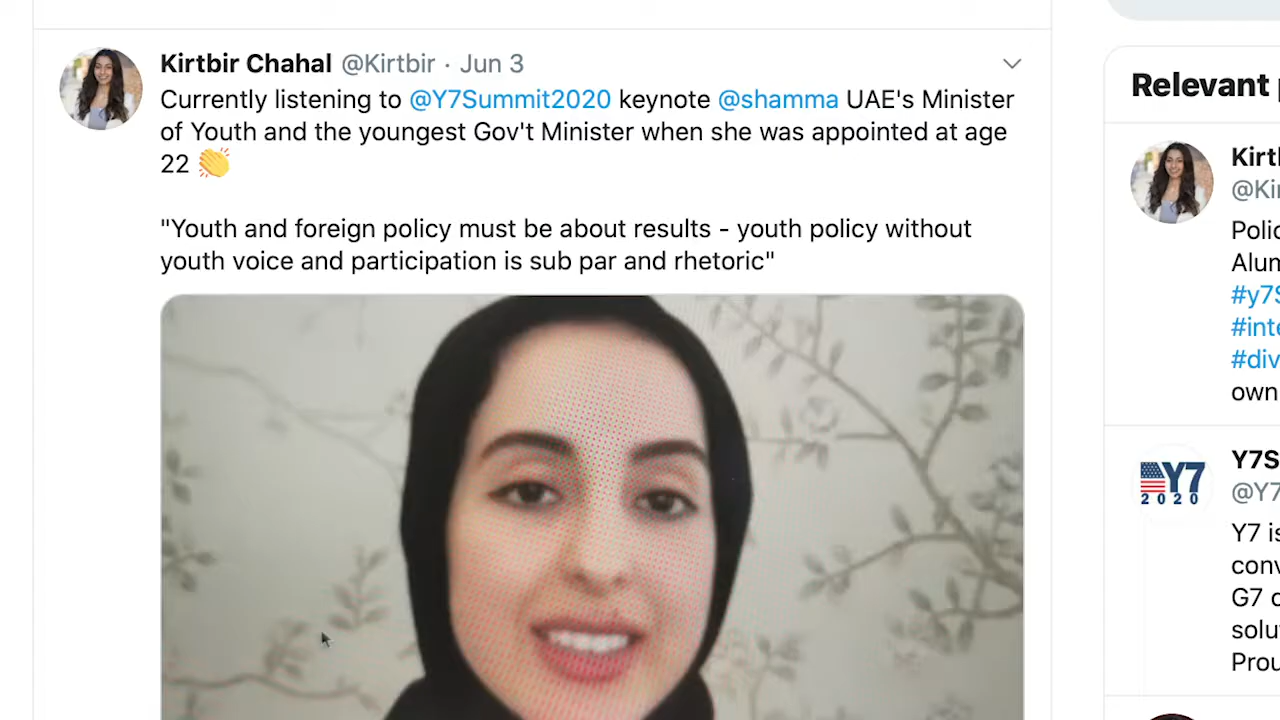 Kirtbir Chahal @Kirtbir · Jun 3
Currently listening to @Y7Summit2020 keynote @shamma UAE's Minister
of Youth and the youngest Gov't Minister when she was appointed at age
22 👏
"Youth and foreign policy must be about results - youth policy without
youth voice and participation is sub par and rhetoric"
Relevant
Polic
Alum
#y7S
#inte
#div
own
Y7
2020
Y7S
@Y7
Y7 is
conv
G7
solu
Prou